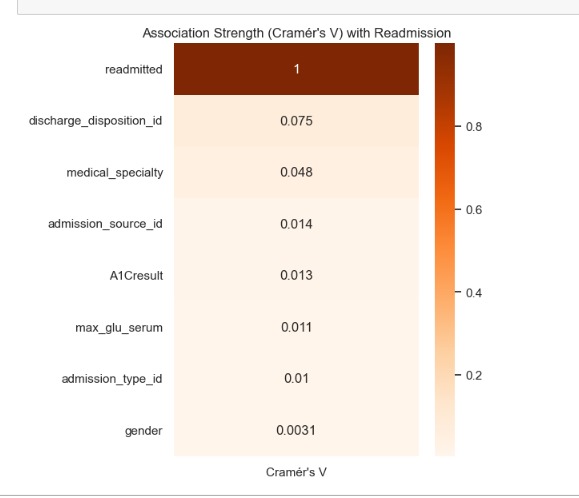 Association Strength (Cramér's V) with Readmission
readmitted 1
discharge_disposition_id 0.075
medical_specialty 0.048
admission_source_id 0.014
A1Cresult 0.013
max_glu_serum 0.011
admission_type_id 0.01
gender 0.0031
Cramér's V
0.8
0.6
0.4
0.2